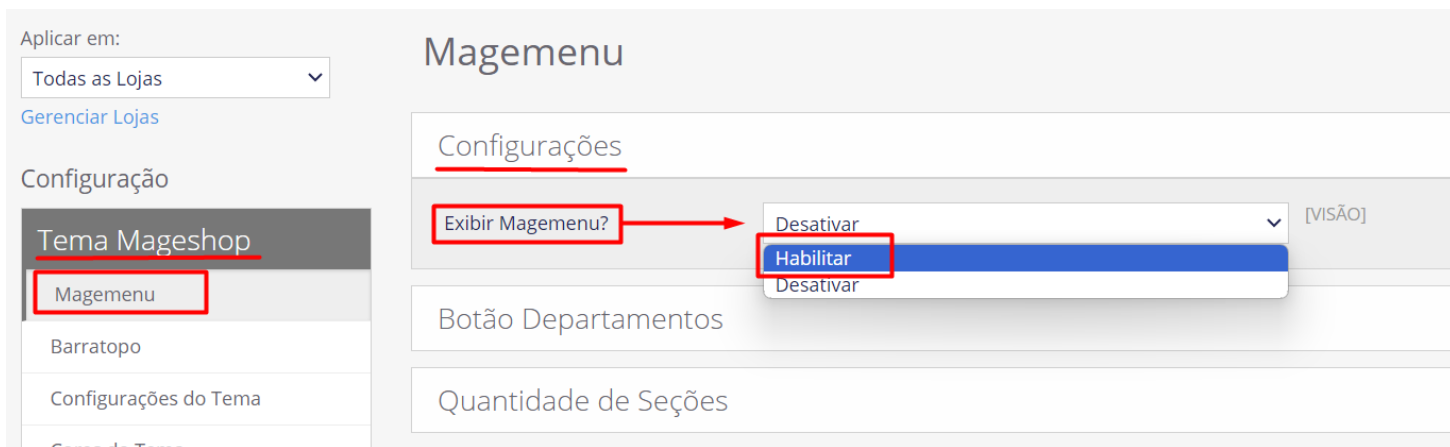 Aplicar em:
Todas as Lojas
Gerenciar Lojas
Configuração
Tema Mageshop
Magemenu
Barratopo
Configurações do Tema
Magemenu
Configurações
Exibir Magemenu?
Desativar
[VISÃO]
Habilitar
Desativar
Botão Departamentos
Quantidade de Seções